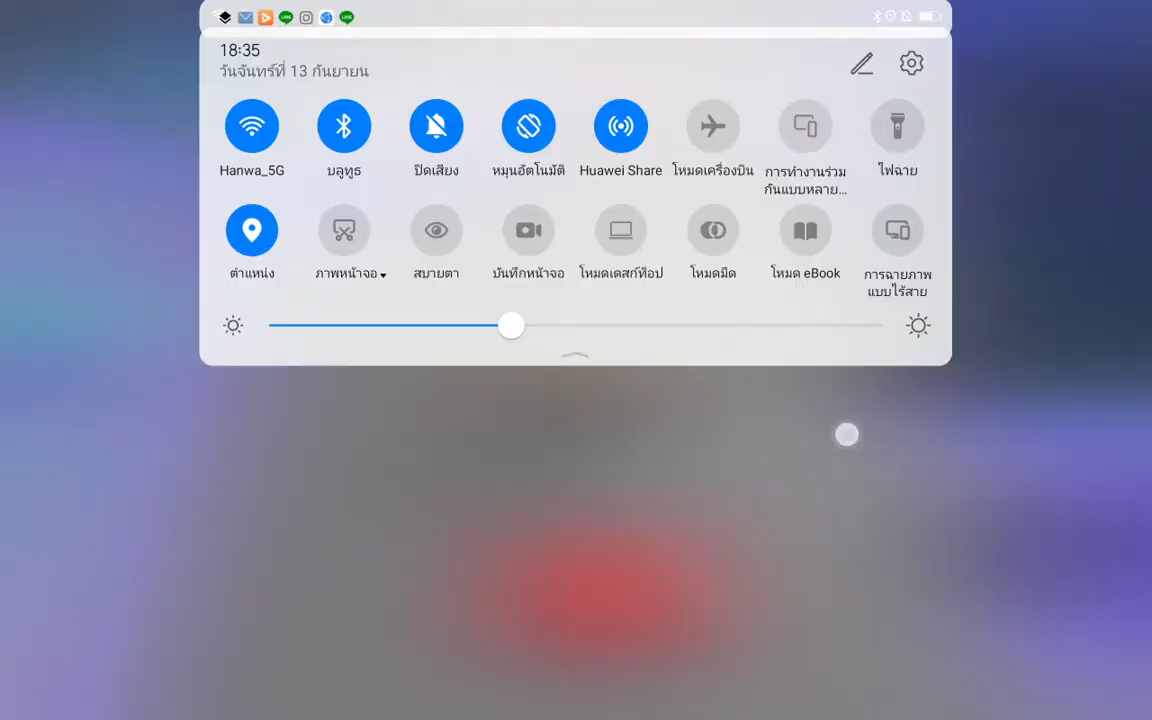 18:35
วันจันทร์ที่ 13 กันยายน
Hanwa_5G
บลูทูธ
ปิดเสียง
หมุนอัตโนมัติ
Huawei Share
โหมดเครื่องบิน
การทำงานร่วม
กันแบบหลาย...
ไฟฉาย
ตำแหน่ง
ภาพหน้าจอ
สบายตา
บันทึกหน้าจอ
โหมดเดสก์ท็อป
โหมดมืด
โหมด eBook
การฉายภาพ
แบบไร้สาย